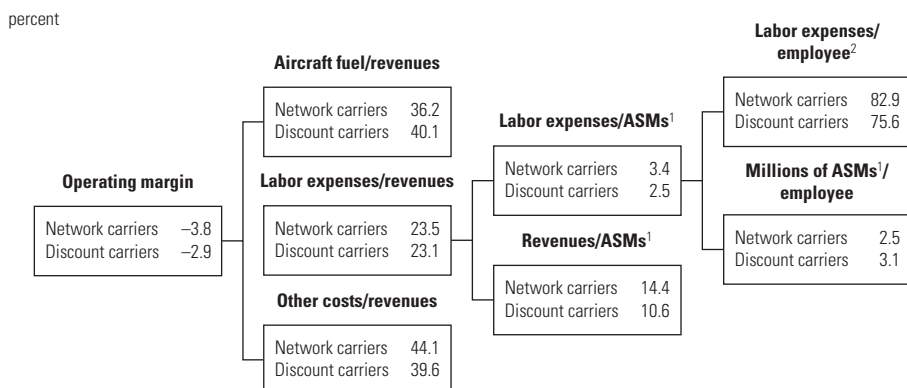 percent
Operating margin
Network carriers –3.8
Discount carriers –2.9
Aircraft fuel/revenues
Network carriers 36.2
Discount carriers 40.1
Labor expenses/revenues
Network carriers 23.5
Discount carriers 23.1
Other costs/revenues
Network carriers 44.1
Discount carriers 39.6
Labor expenses/ASMs¹
Network carriers 3.4
Discount carriers 2.5
Revenues/ASMs¹
Network carriers 14.4
Discount carriers 10.6
Labor expenses/
employee²
Network carriers 82.9
Discount carriers 75.6
Millions of ASMs¹/
employee
Network carriers 2.5
Discount carriers 3.1